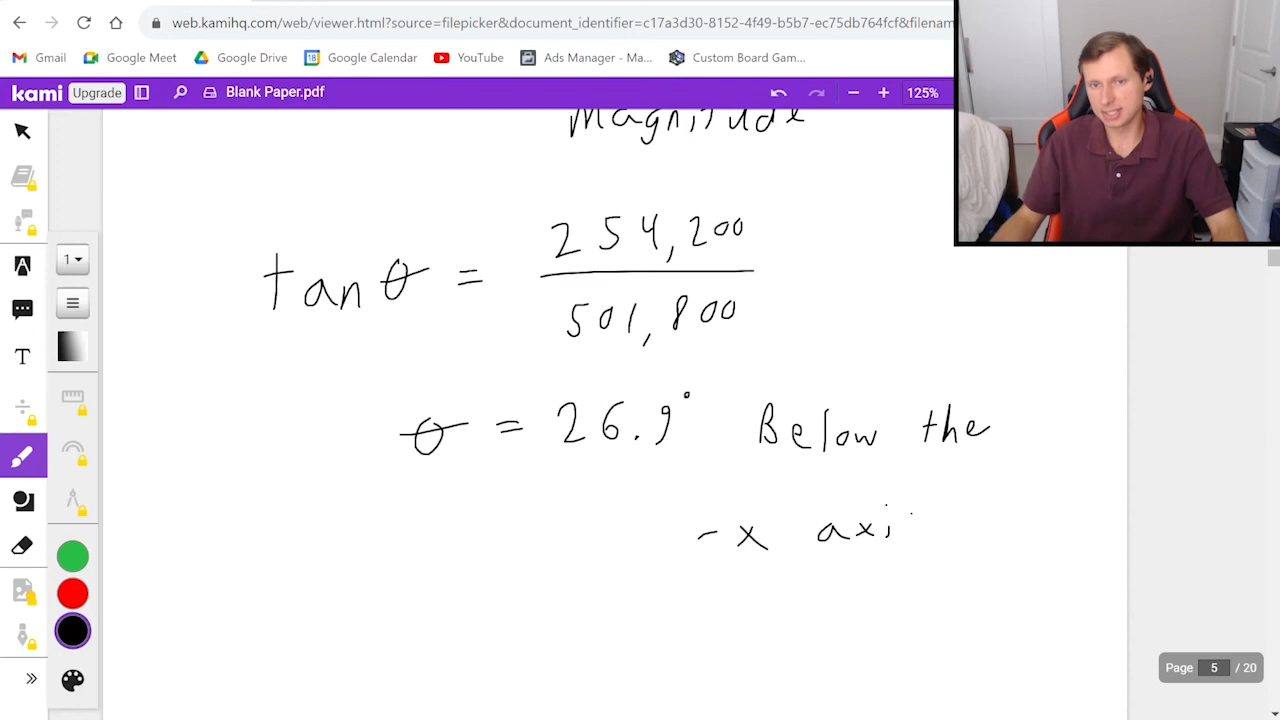 web.kamihq.com/web/viewer.html?source=filepicker&document_identifier=c17a3d30-8152-4f49-b5b7-ec75db764fcf&filenam
Gmail Google Meet Google Drive 18 Google Calendar YouTube Ads Manager - Ma... Custom Board Gam...
kami Upgrade Blank Paper.pdf 125%
Magnitude
tan θ = 254,200 / 501,800
1
A
T
θ = 26.9° Below the
-x axi
Page 5 / 20